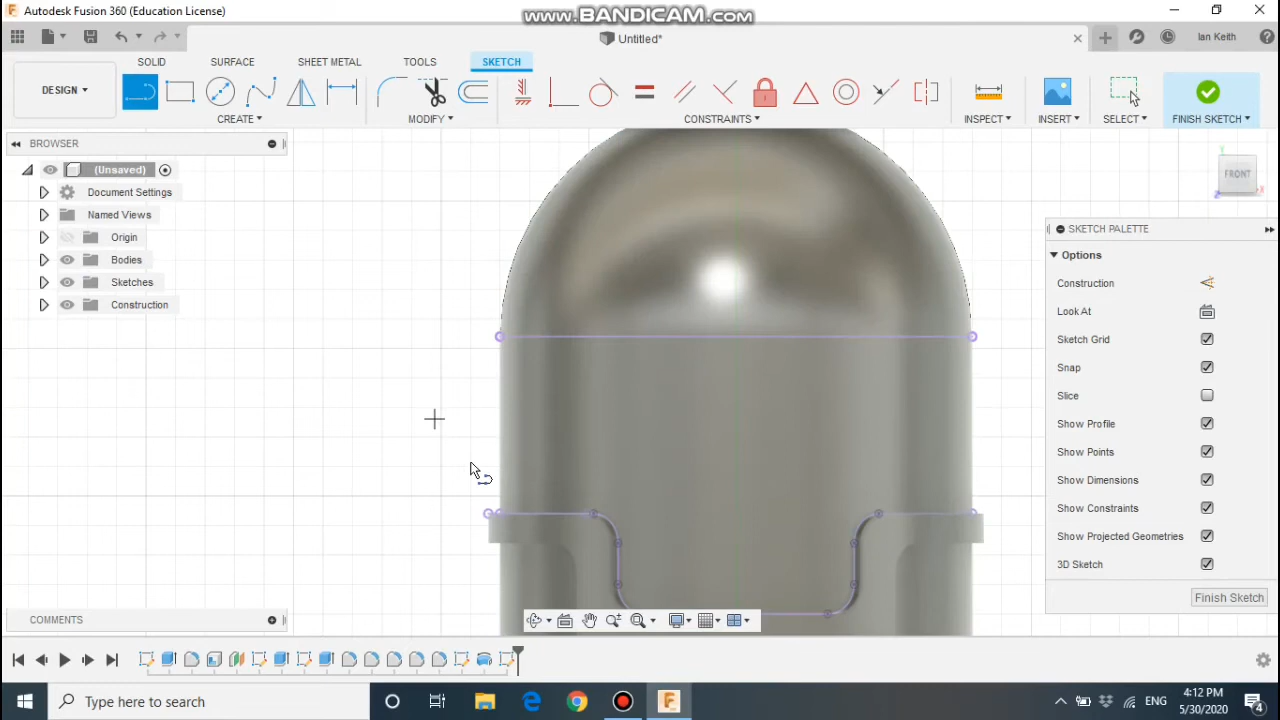 Autodesk Fusion 360 (Education License)
www.BANDICAM.com
Untitled*
Ian Keith
DESIGN
SOLID
SURFACE
SHEET METAL
TOOLS
SKETCH
CREATE
MODIFY
CONSTRAINTS
INSPECT
INSERT
SELECT
FINISH SKETCH
BROWSER
(Unsaved)
Document Settings
Named Views
Origin
Bodies
Sketches
Construction
FRONT
Y
Z
X
SKETCH PALETTE
Options
Construction
Look At
Sketch Grid
Snap
Slice
Show Profile
Show Points
Show Dimensions
Show Constraints
Show Projected Geometries
3D Sketch
Finish Sketch
COMMENTS
Type here to search
ENG
4:12 PM
5/30/2020
4